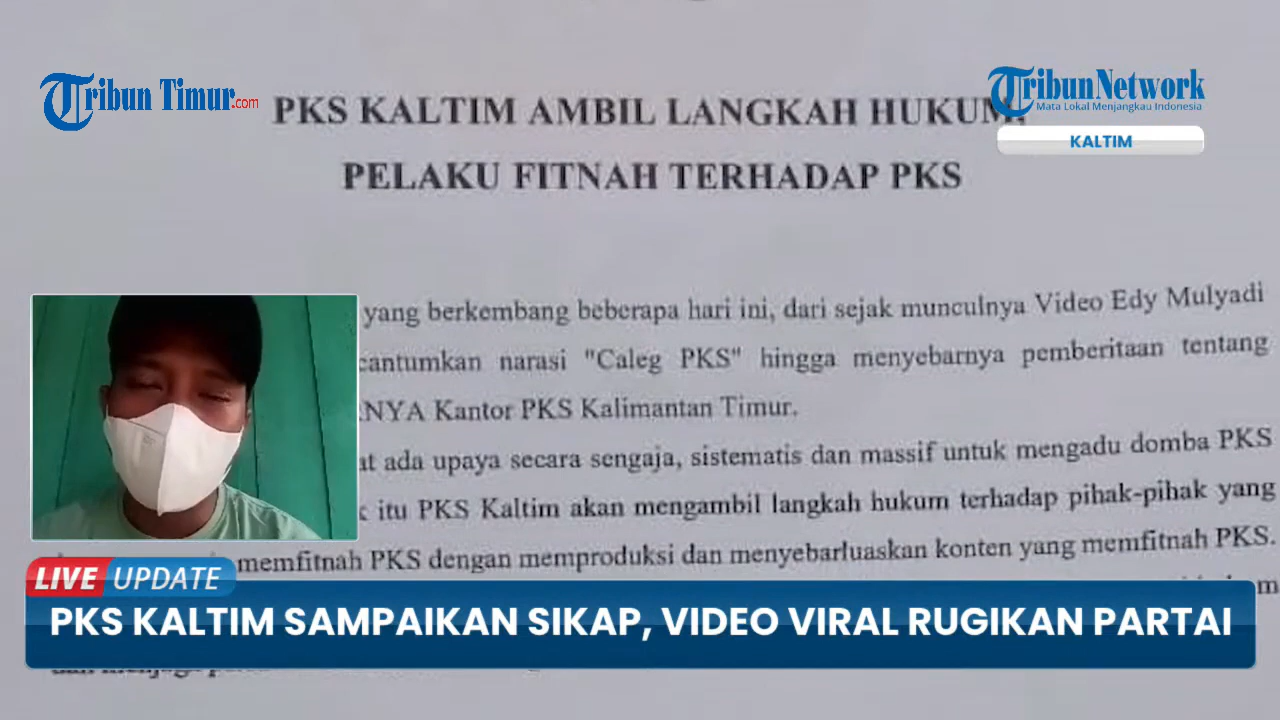 Tribun Timur.com
TribunNetwork
Mata Lokal Menjangkau Indonesia
KALTIM
PKS KALTIM AMBIL LANGKAH HUKUM
PELAKU FITNAH TERHADAP PKS
yang berkembang beberapa hari ini, dari sejak munculnya Video Edy Mulyadi
cantumkan narasi "Caleg PKS" hingga menyebarnya pemberitaan tentang
NYA Kantor PKS Kalimantan Timur.
at ada upaya secara sengaja, sistematis dan massif untuk mengadu domba PKS
k itu PKS Kaltim akan mengambil langkah hukum terhadap pihak-pihak yang
memfitnah PKS dengan memproduksi dan menyebarluaskan konten yang memfitnah PKS.
LIVE UPDATE
PKS KALTIM SAMPAIKAN SIKAP, VIDEO VIRAL RUGIKAN PARTAI